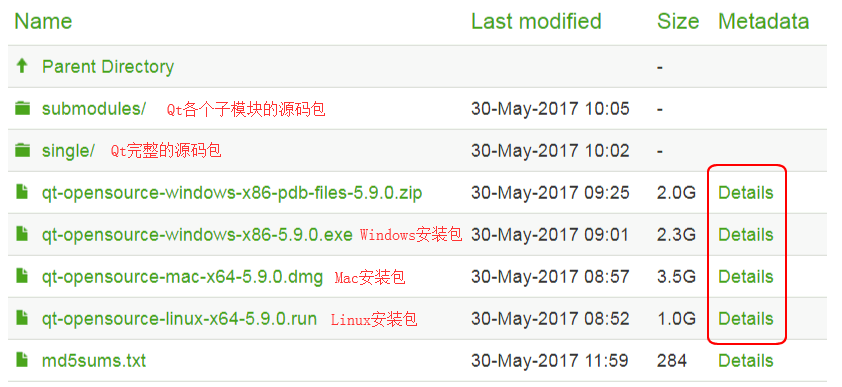 Name Last modified Size Metadata
Parent Directory -
submodules/ Qt各个子模块的源码包 30-May-2017 10:05 -
single/ Qt完整的源码包 30-May-2017 10:02 -
qt-opensource-windows-x86-pdb-files-5.9.0.zip 30-May-2017 09:25 2.0G Details
qt-opensource-windows-x86-5.9.0.exe Windows安装包 30-May-2017 09:01 2.3G Details
qt-opensource-mac-x64-5.9.0.dmg Mac安装包 30-May-2017 08:57 3.5G Details
qt-opensource-linux-x64-5.9.0.run Linux安装包 30-May-2017 08:52 1.0G Details
md5sums.txt 30-May-2017 11:59 284 Details